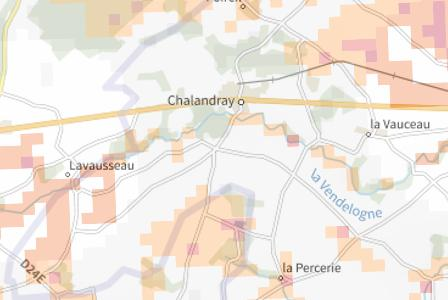 Chalandray
la Vauceau
Lavausseau
la Vendelogne
la Percerie
D24E